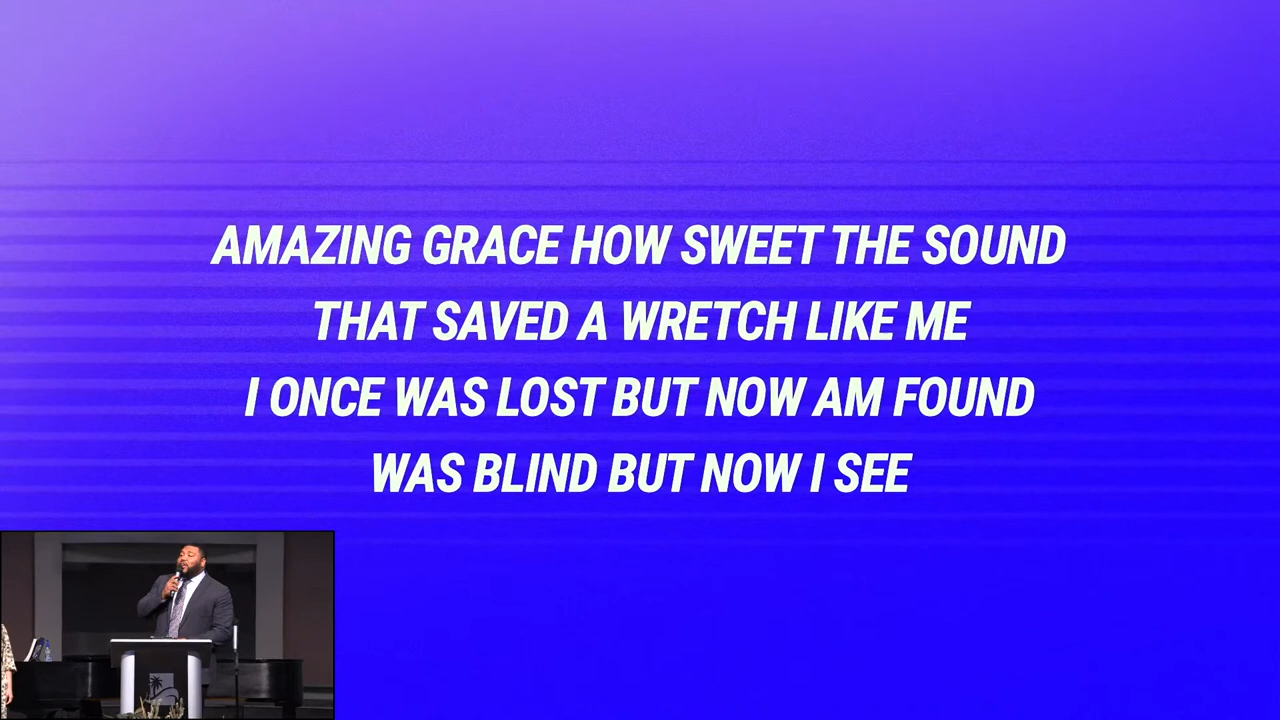 AMAZING GRACE HOW SWEET THE SOUND
THAT SAVED A WRETCH LIKE ME
I ONCE WAS LOST BUT NOW AM FOUND
WAS BLIND BUT NOW I SEE